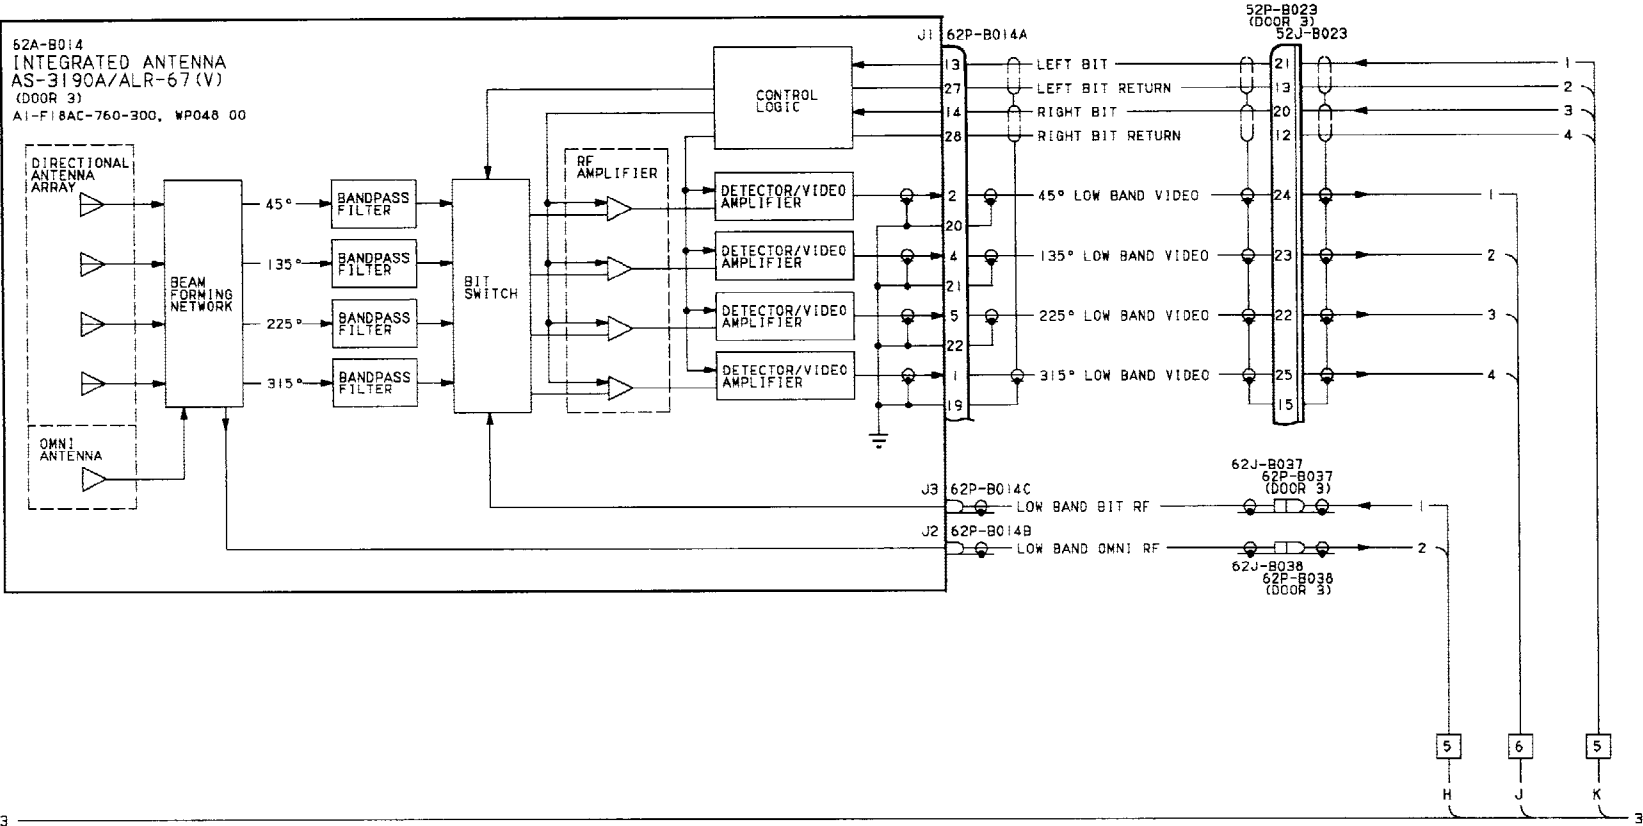 62A-B014
INTEGRATED ANTENNA
AS-3190A/ALR-67(V)
(DOOR 3)
A1-F18AC-760-300, WP048 00
DIRECTIONAL
ANTENNA
ARRAY
OMNI
ANTENNA
BEAM
FORMING
NETWORK
45°
135°
225°
315°
BANDPASS
FILTER
BANDPASS
FILTER
BANDPASS
FILTER
BANDPASS
FILTER
BIT
SWITCH
RF
AMPLIFIER
CONTROL
LOGIC
DETECTOR/VIDEO
AMPLIFIER
DETECTOR/VIDEO
AMPLIFIER
DETECTOR/VIDEO
AMPLIFIER
DETECTOR/VIDEO
AMPLIFIER
J1 62P-B014A
52P-B023
(DOOR 3)
52J-B023
13 LEFT BIT 21 1
27 LEFT BIT RETURN 13 2
14 RIGHT BIT 20 3
28 RIGHT BIT RETURN 12 4
2 45° LOW BAND VIDEO 24 1
20
4 135° LOW BAND VIDEO 23 2
21
5 225° LOW BAND VIDEO 22 3
22
1 315° LOW BAND VIDEO 25 4
19 15
62J-B037
62P-B037
(DOOR 3)
J3 62P-B014C
LOW BAND BIT RF 1
J2 62P-B014B
LOW BAND OMNI RF 2
62J-B038
62P-B038
(DOOR 3)
5 6 5
H J K
3 3